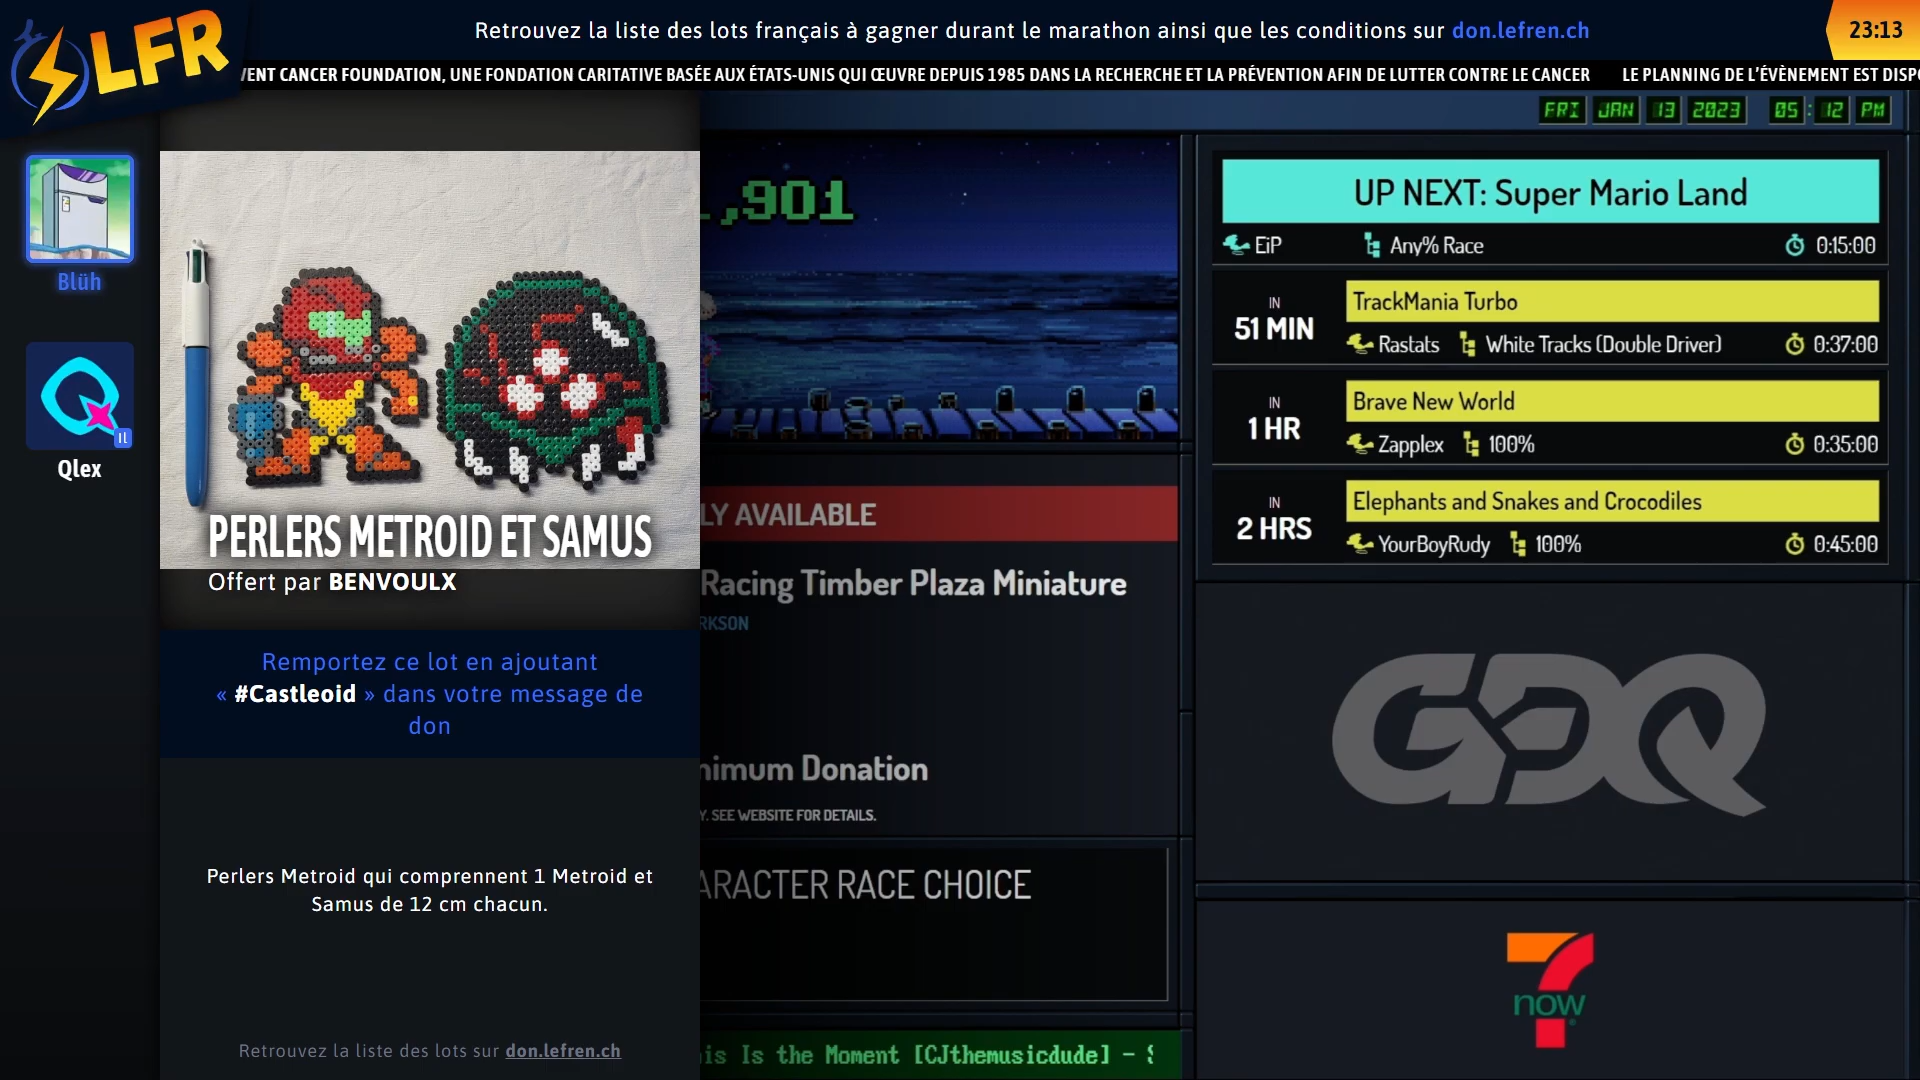 LFR
Retrouvez la liste des lots français à gagner durant le marathon ainsi que les conditions sur don.lefren.ch
23:13
VENT CANCER FOUNDATION, UNE FONDATION CARITATIVE BASÉE AUX ÉTATS-UNIS QUI ŒUVRE DEPUIS 1985 DANS LA RECHERCHE ET LA PRÉVENTION AFIN DE LUTTER CONTRE LE CANCER LE PLANNING DE L'ÉVÈNEMENT EST DISPO
FRI JAN 13 2023 05:12 PM
Blüh
Qlex
PERLERS METROID ET SAMUS
Offert par BENVOULX
Remportez ce lot en ajoutant
« #Castleoid » dans votre message de
don
Perlers Metroid qui comprennent 1 Metroid et
Samus de 12 cm chacun.
Retrouvez la liste des lots sur don.lefren.ch
,901
LY AVAILABLE
Racing Timber Plaza Miniature
RKSON
nimum Donation
Y. SEE WEBSITE FOR DETAILS.
ARACTER RACE CHOICE
is Is the Moment [CJthemusicdude] - S
UP NEXT: Super Mario Land
EiP Any% Race 0:15:00
IN
51 MIN
TrackMania Turbo
Rastats White Tracks (Double Driver) 0:37:00
IN
1 HR
Brave New World
Zapplex 100% 0:35:00
IN
2 HRS
Elephants and Snakes and Crocodiles
YourBoyRudy 100% 0:45:00
GDQ
7
now